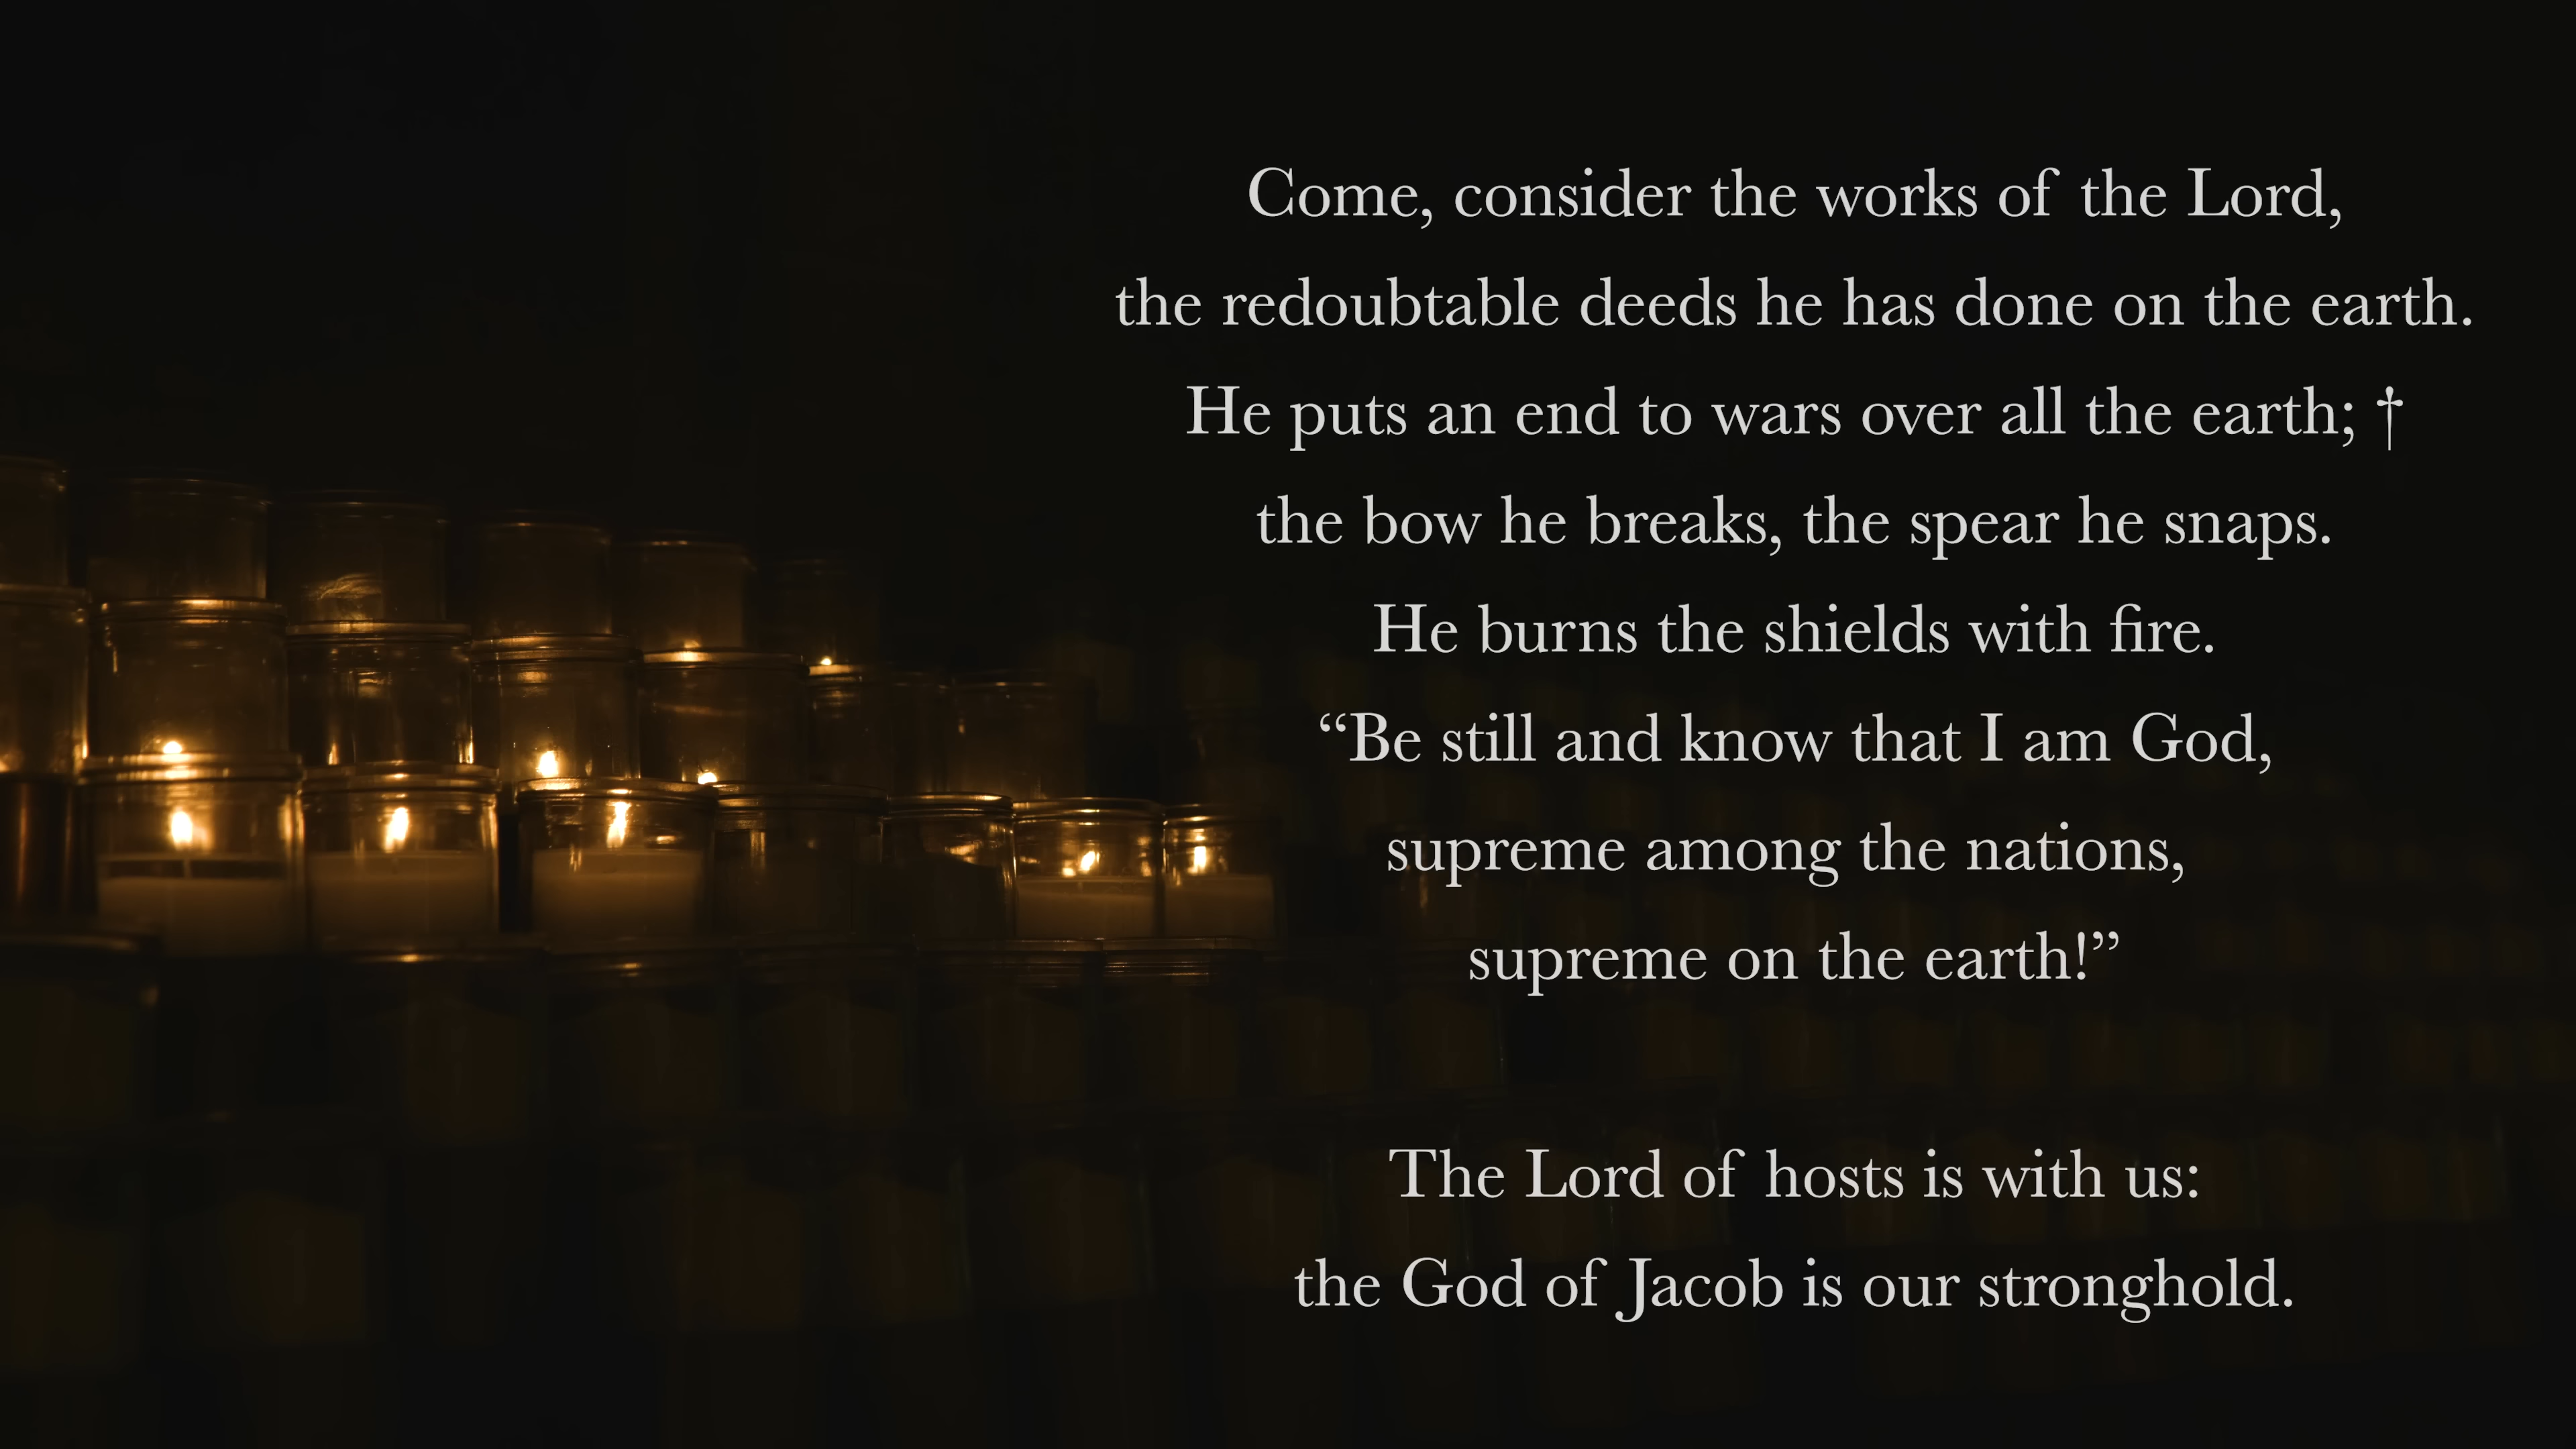 Come, consider the works of the Lord,
the redoubtable deeds he has done on the earth.
He puts an end to wars over all the earth; †
the bow he breaks, the spear he snaps.
He burns the shields with fire.
“Be still and know that I am God,
supreme among the nations,
supreme on the earth!”
The Lord of hosts is with us:
the God of Jacob is our stronghold.